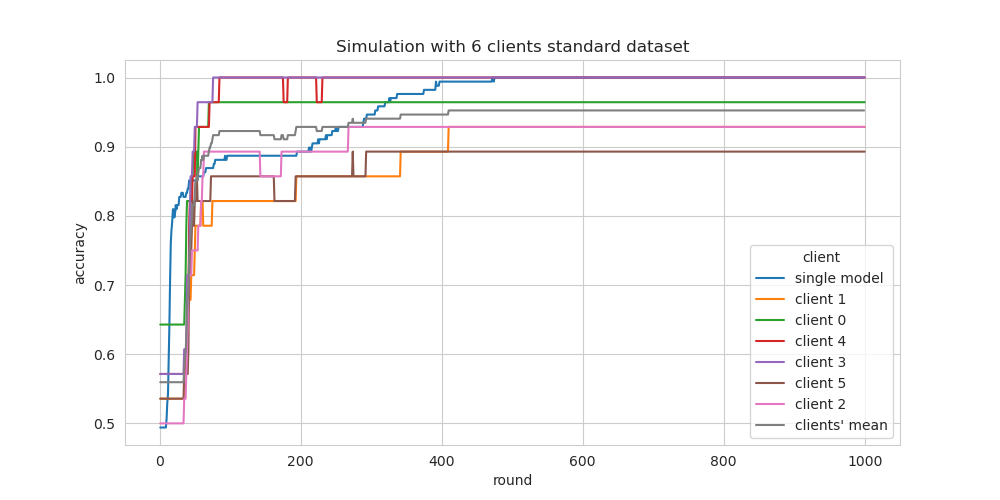 Simulation with 6 clients standard dataset
accuracy
1.0
0.9
0.8
0.7
0.6
0.5
0
200
400
600
800
1000
round
client
single model
client 1
client 0
client 4
client 3
client 5
client 2
clients' mean